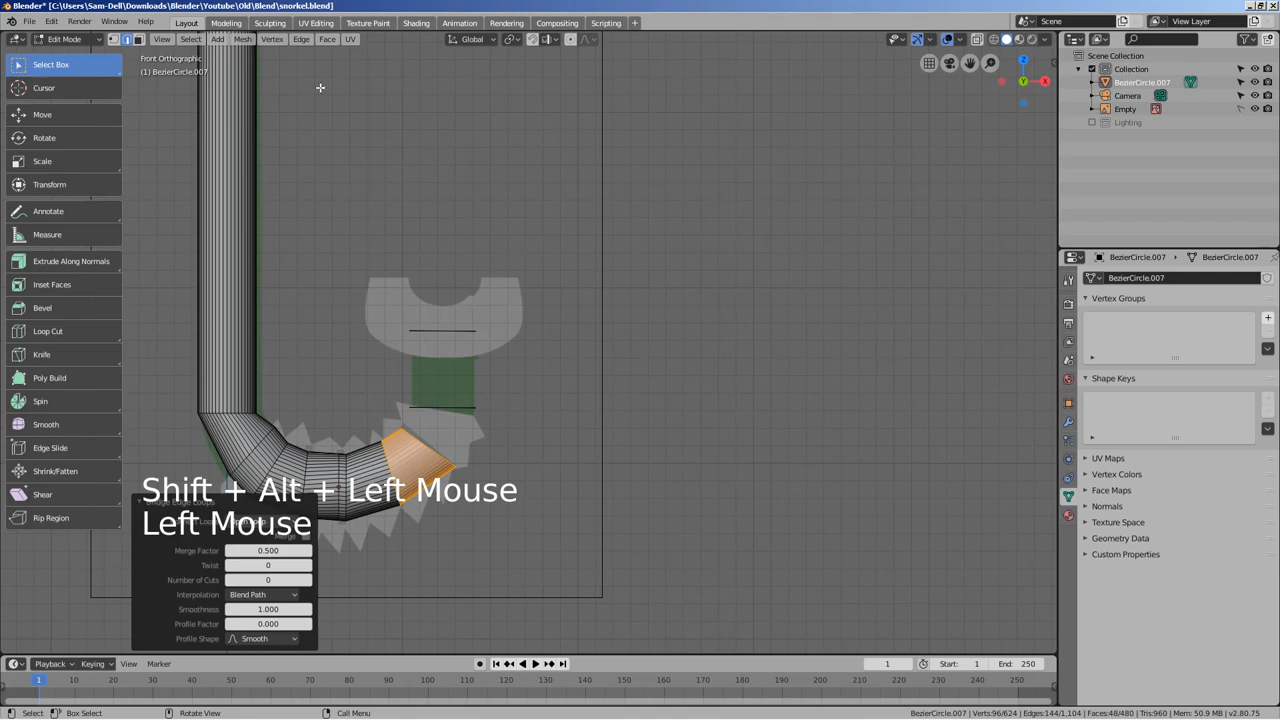 Blender* [C:\Users\Sam-Dell\Downloads\Blender\Youtube\Old\Blend\snorkel.blend]
File Edit Render Window Help Layout Modeling Sculpting UV Editing Texture Paint Shading Animation Rendering Compositing Scripting + Scene View Layer
Edit Mode View Select Add Mesh Vertex Edge Face UV Global
Select Box
Cursor
Move
Rotate
Scale
Transform
Annotate
Measure
Extrude Along Normals
Inset Faces
Bevel
Loop Cut
Knife
Poly Build
Spin
Smooth
Edge Slide
Shrink/Fatten
Shear
Rip Region
Front Orthographic
(1) BezierCircle.007
Shift + Alt + Left Mouse
Left Mouse
Merge
Merge Factor 0.500
Twist 0
Number of Cuts 0
Interpolation Blend Path
Smoothness 1.000
Profile Factor 0.000
Profile Shape Smooth
Scene Collection
Collection
BezierCircle.007
Camera
Empty
Lighting
BezierCircle.007 BezierCircle.007
BezierCircle.007
Vertex Groups
Shape Keys
UV Maps
Vertex Colors
Face Maps
Normals
Texture Space
Geometry Data
Custom Properties
Playback Keying View Marker 1 Start: 1 End: 250
1 10 20 30 40 50 60 70 80 90 100 110 120 130 140 150 160 170 180 190 200 210 220 230 240 250
Select Box Select Rotate View Call Menu BezierCircle.007 | Verts:96/624 | Edges:144/1,104 | Faces:48/480 | Tris:960 | Mem: 50.9 MB | v2.80.75